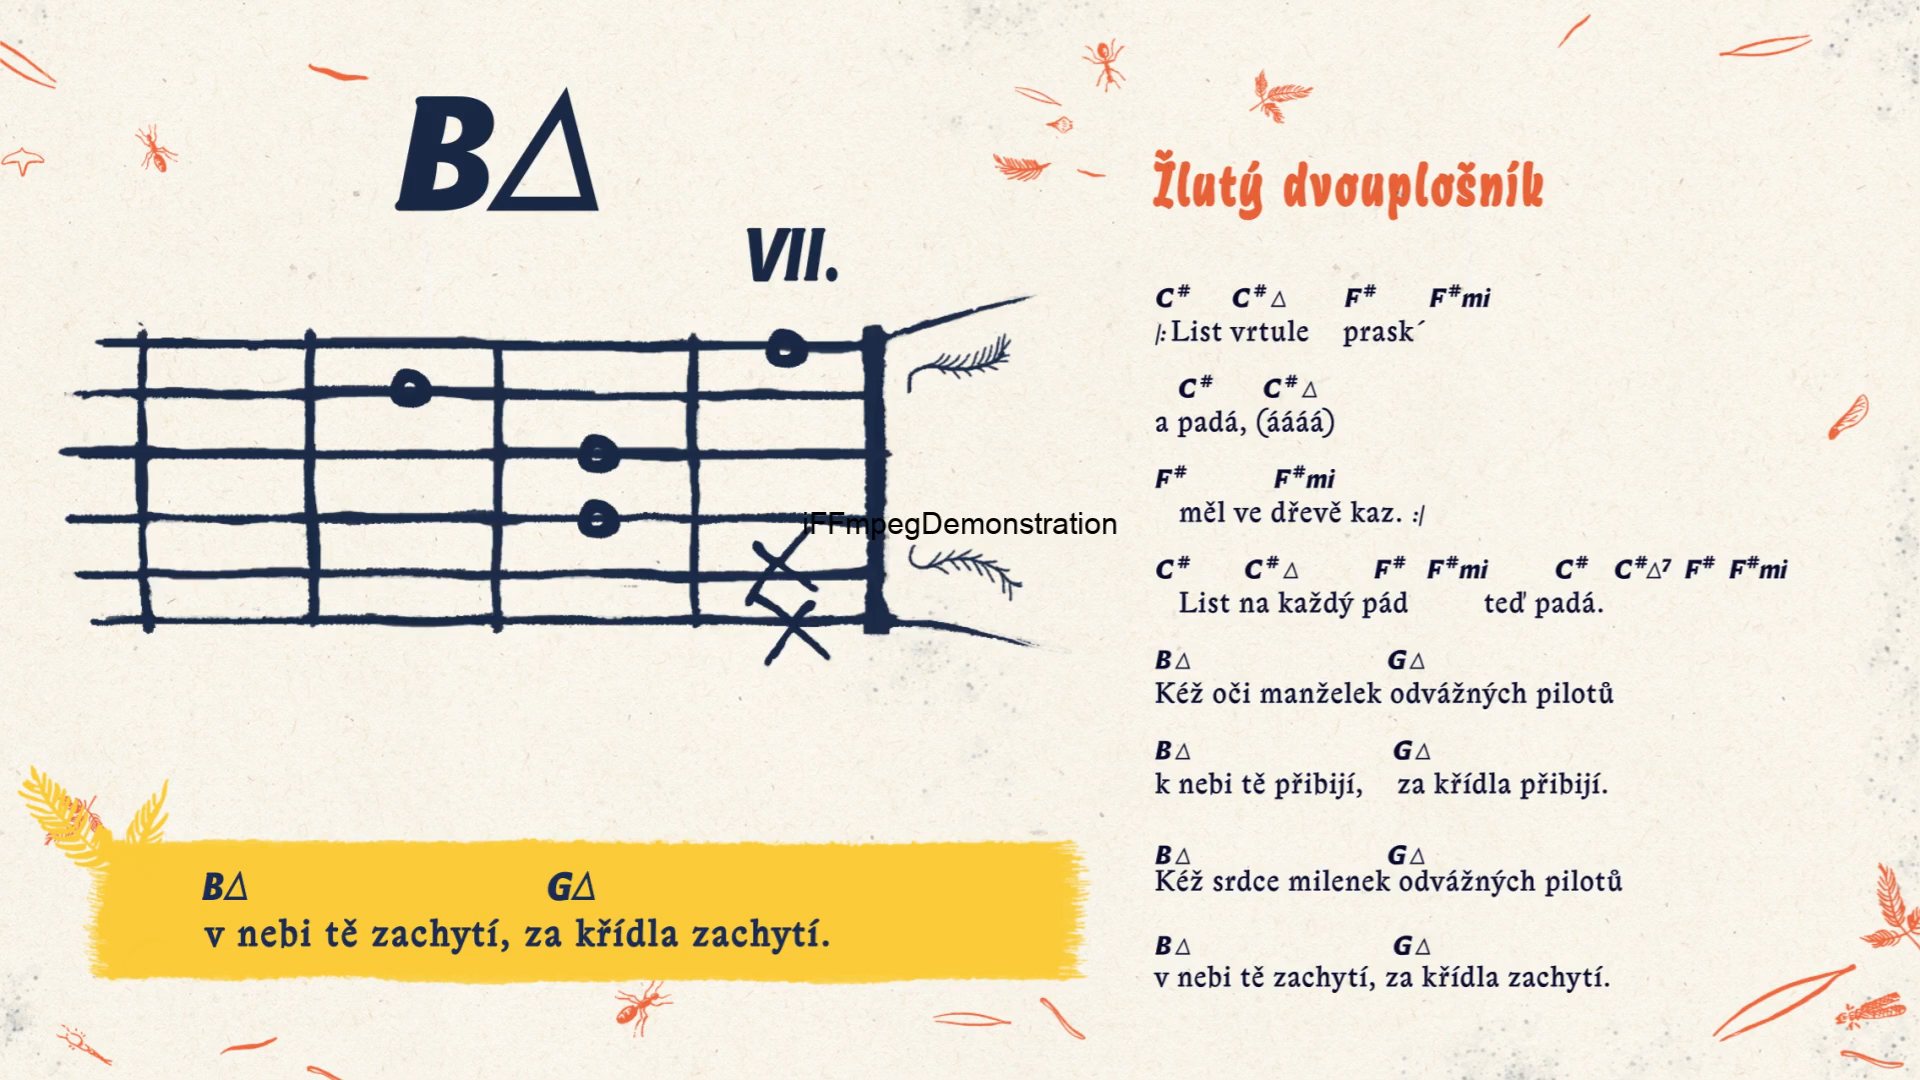 B△
VII.
iFFmpegDemonstration
B△ G△
v nebi tě zachytí, za křídla zachytí.
Žlutý dvouplošník
C# C#△ F# F#mi
/: List vrtule prask´
C# C#△
a padá, (áááá)
F# F#mi
měl ve dřevě kaz. :/
C# C#△ F# F#mi C# C#△7 F# F#mi
List na každý pád teď padá.
B△ G△
Kéž oči manželek odvážných pilotů
B△ G△
k nebi tě přibijí, za křídla přibijí.
B△ G△
Kéž srdce milenek odvážných pilotů
B△ G△
v nebi tě zachytí, za křídla zachytí.